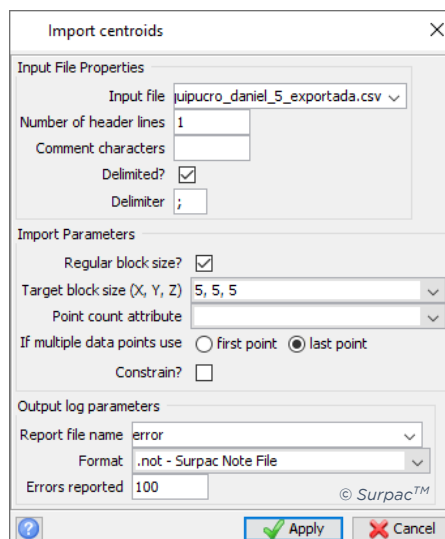 Import centroids
Input File Properties
Input file uipucro_daniel_5_exportada.csv
Number of header lines 1
Comment characters
Delimited?
Delimiter ;
Import Parameters
Regular block size?
Target block size (X, Y, Z) 5, 5, 5
Point count attribute
If multiple data points use first point last point
Constrain?
Output log parameters
Report file name error
Format .not - Surpac Note File
Errors reported 100
© Surpac™
? Apply Cancel